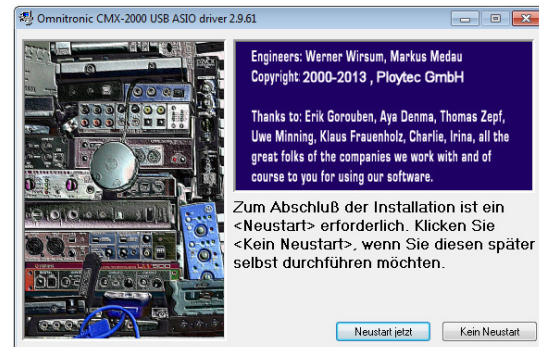 Omnitronic CMX-2000 USB ASIO driver 2.9.61
Engineers: Werner Wirsum, Markus Medau
Copyright: 2000-2013 , Ploytec GmbH
Thanks to: Erik Gorouben, Aya Denma, Thomas Zepf,
Uwe Minning, Klaus Frauenholz, Charlie, Irina, all the
great folks of the companies we work with and of
course to you for using our software.
Zum Abschluß der Installation ist ein
<Neustart> erforderlich. Klicken Sie
<Kein Neustart>, wenn Sie diesen später
selbst durchführen möchten.
Neustart jetzt
Kein Neustart